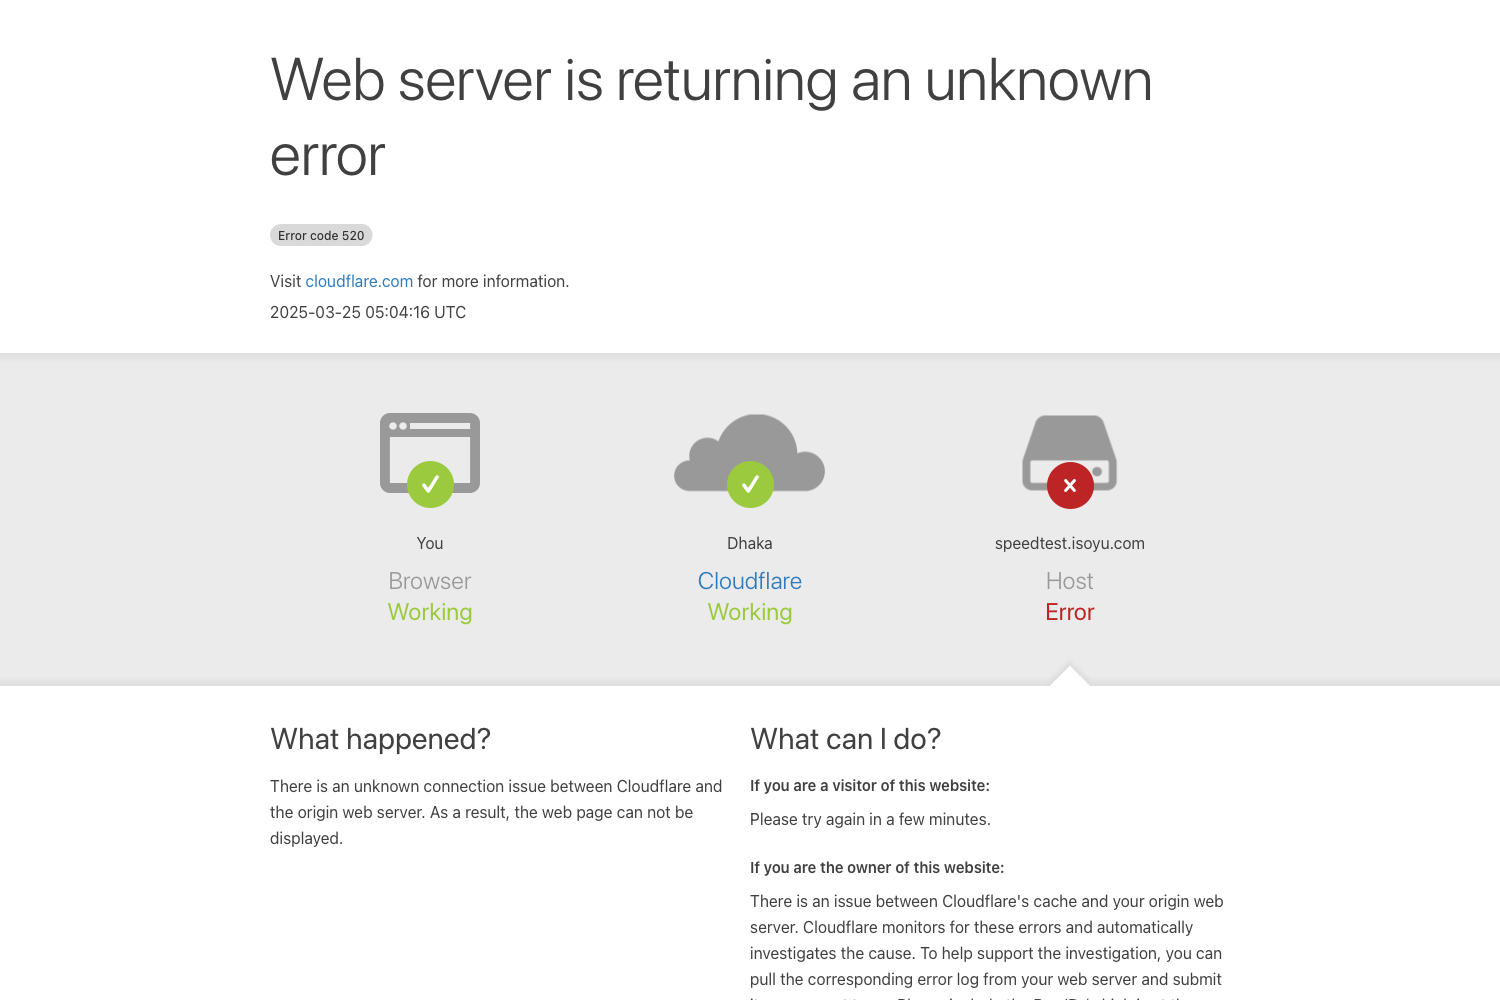 Web server is returning an unknown
error
Error code 520
Visit cloudflare.com for more information.
2025-03-25 05:04:16 UTC
You
Browser
Working
Dhaka
Cloudflare
Working
speedtest.isoyu.com
Host
Error
What happened?
There is an unknown connection issue between Cloudflare and
the origin web server. As a result, the web page can not be
displayed.
What can I do?
If you are a visitor of this website:
Please try again in a few minutes.
If you are the owner of this website:
There is an issue between Cloudflare's cache and your origin web
server. Cloudflare monitors for these errors and automatically
investigates the cause. To help support the investigation, you can
pull the corresponding error log from your web server and submit